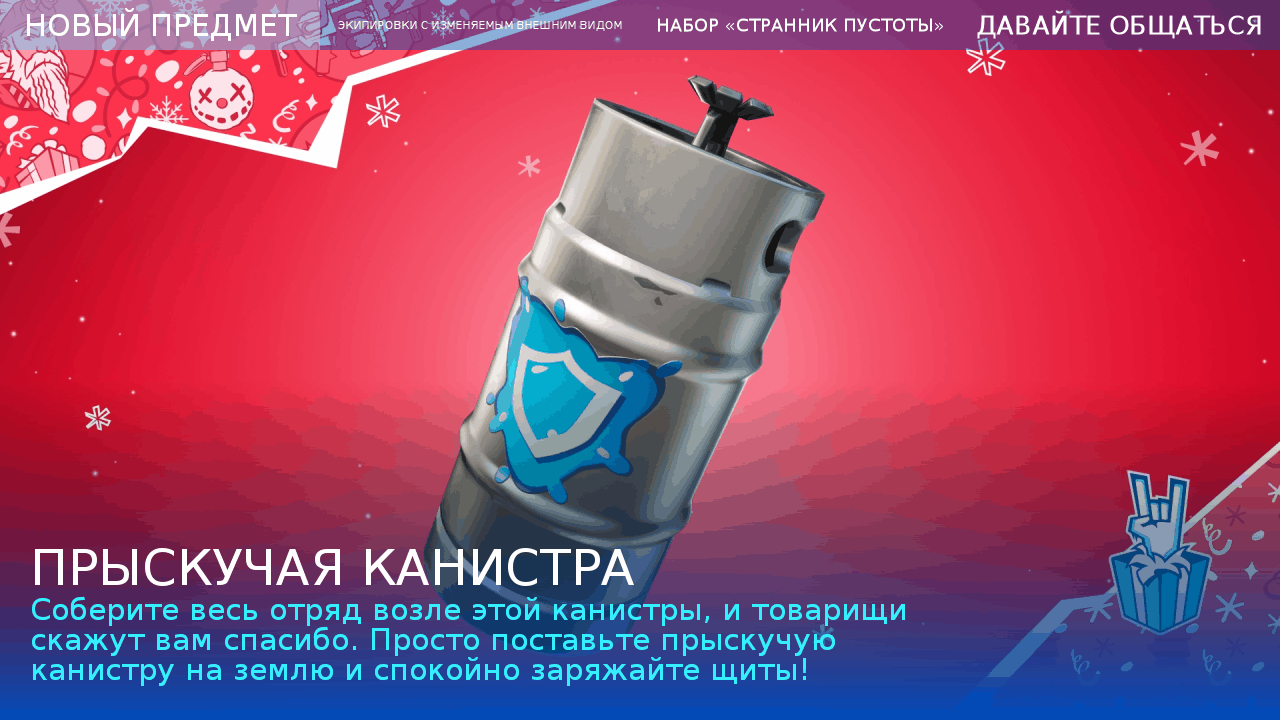 НОВЫЙ ПРЕДМЕТ
ЭКИПИРОВКИ С ИЗМЕНЯЕМЫМ ВНЕШНИМ ВИДОМ
НАБОР «СТРАННИК ПУСТОТЫ»
ДАВАЙТЕ ОБЩАТЬСЯ
ПРЫСКУЧАЯ КАНИСТРА
Соберите весь отряд возле этой канистры, и товарищи
скажут вам спасибо. Просто поставьте прыскучую
канистру на землю и спокойно заряжайте щиты!